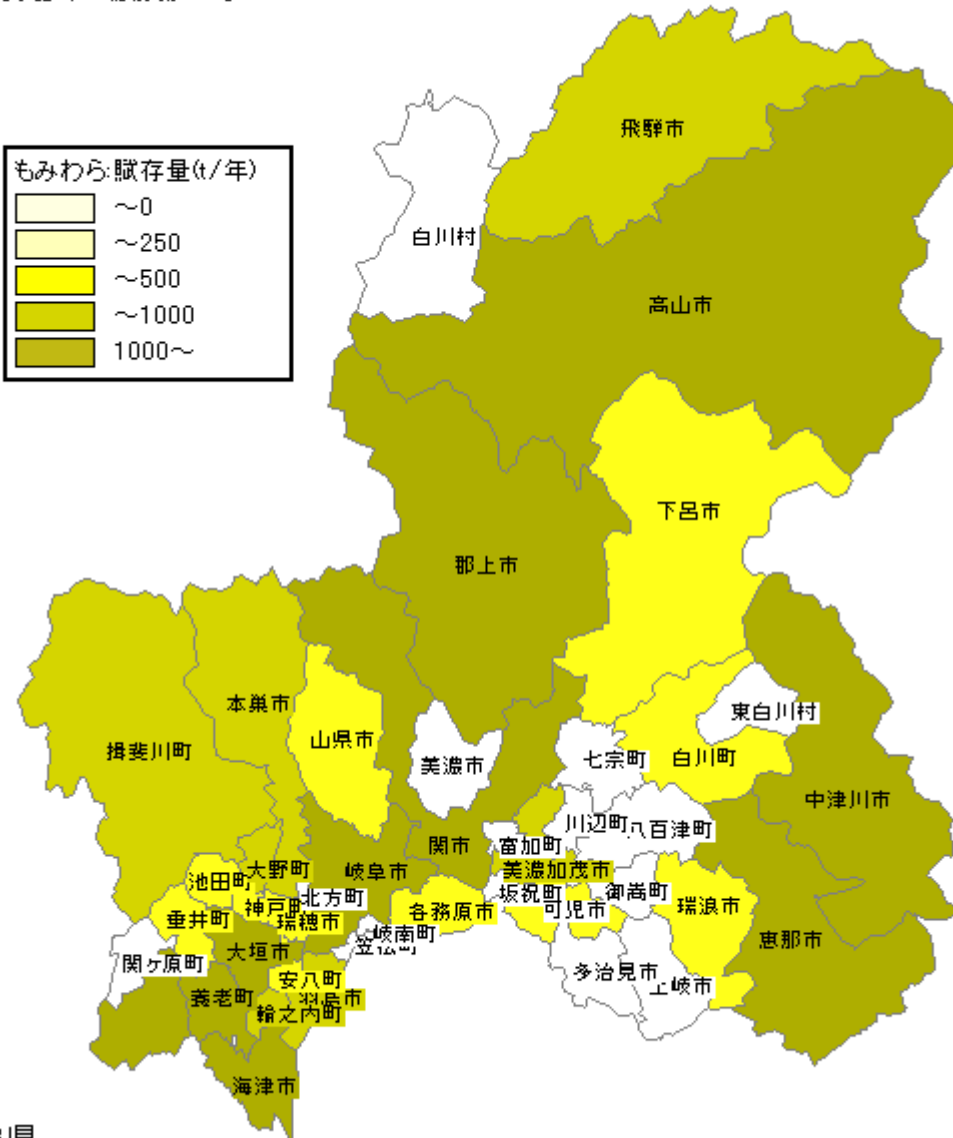 もみわら:賦存量(t/年)
～0
～250
～500
～1000
1000～
飛騨市
白川村
高山市
下呂市
郡上市
本巣市
東白川村
山県市
揖斐川町
美濃市
七宗町
白川町
中津川市
川辺町
八百津町
富加町
関市
大野町
岐阜市
美濃加茂市
池田町
北方町
坂祝町
御嵩町
神戸町
各務原市
可児市
瑞浪市
垂井町
瑞穂市
岐南町
恵那市
大垣市
笠松町
関ヶ原町
多治見市
土岐市
安八町
養老町
羽島市
輪之内町
海津市